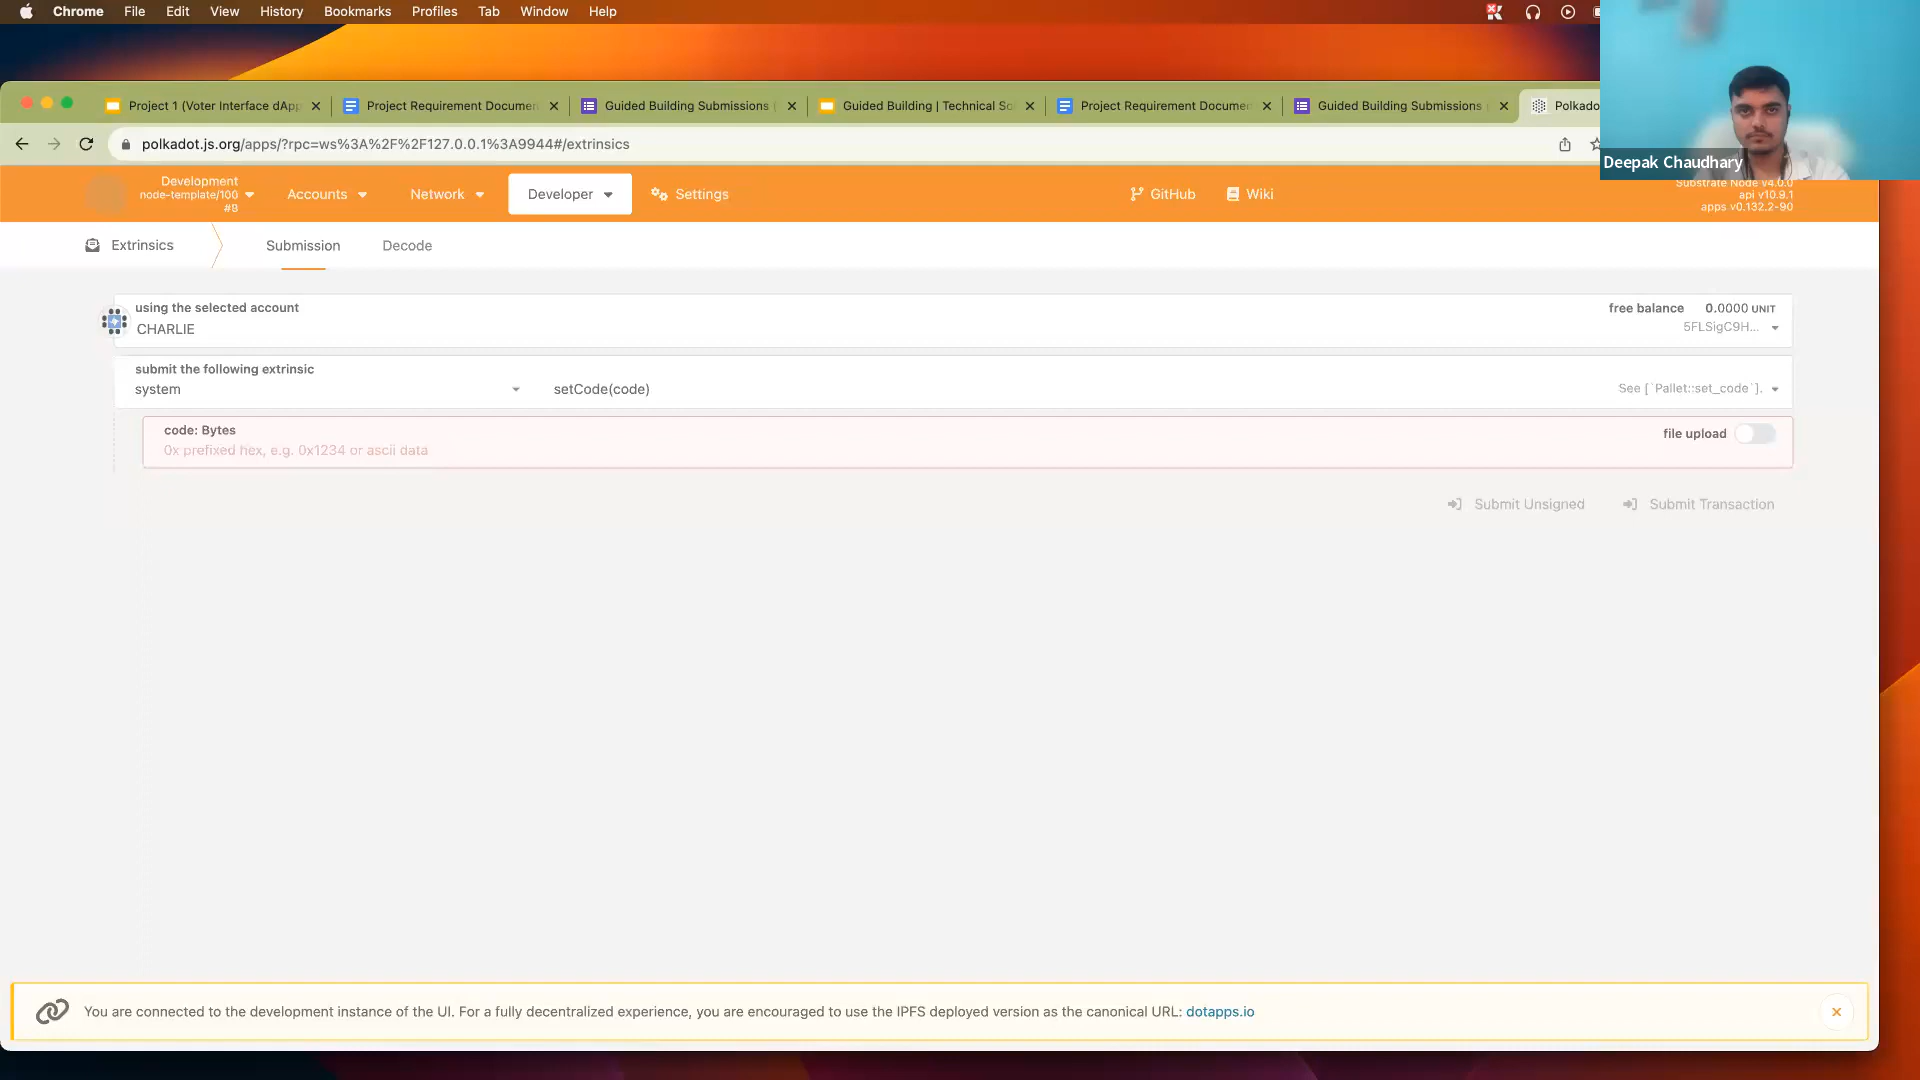 Chrome File Edit View History Bookmarks Profiles Tab Window Help
Project 1 (Voter Interface dApp
Project Requirement Documen
Guided Building Submissions (
Guided Building | Technical So
Project Requirement Documen
Guided Building Submissions
Polkado
polkadot.js.org/apps/?rpc=ws%3A%2F%2F127.0.0.1%3A9944#/extrinsics
Deepak Chaudhary
Development
node-template/100
#8
Accounts
Network
Developer
Settings
GitHub
Wiki
Substrate Node v4.0.0
api v10.9.1
apps v0.132.2-90
Extrinsics
Submission
Decode
using the selected account
CHARLIE
free balance 0.0000 UNIT
5FLSigC9H...
submit the following extrinsic
system
setCode(code)
See [`Pallet::set_code`].
code: Bytes
0x prefixed hex, e.g. 0x1234 or ascii data
file upload
Submit Unsigned
Submit Transaction
You are connected to the development instance of the UI. For a fully decentralized experience, you are encouraged to use the IPFS deployed version as the canonical URL: dotapps.io